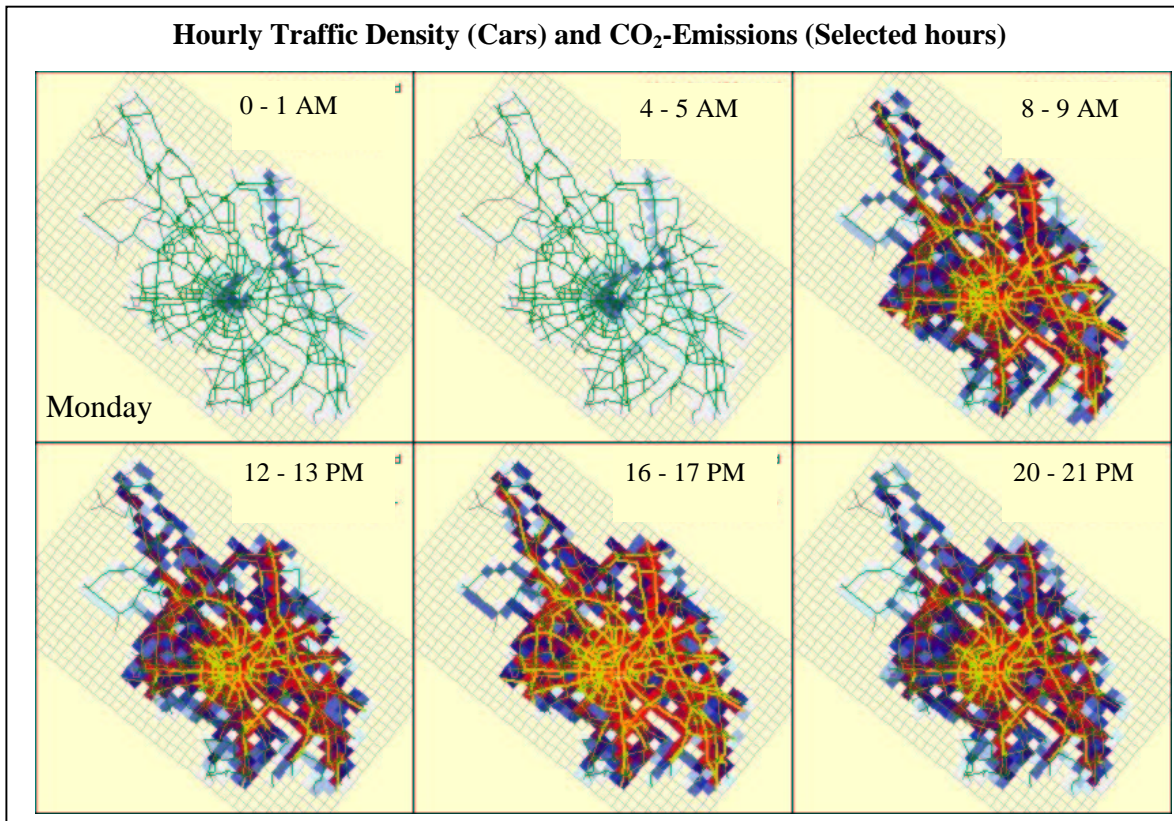 Hourly Traffic Density (Cars) and CO₂-Emissions (Selected hours)
0 - 1 AM
4 - 5 AM
8 - 9 AM
Monday
12 - 13 PM
16 - 17 PM
20 - 21 PM